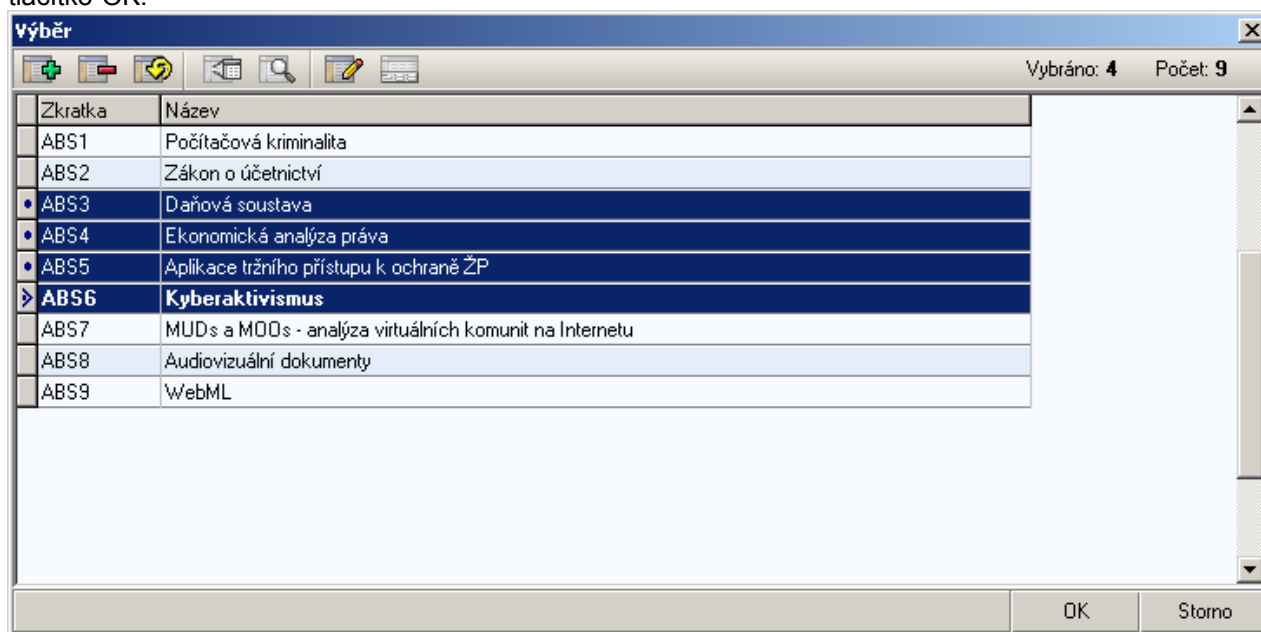 tlačítko OK.
Výběr
Vybráno: 4 Počet: 9
Zkratka Název
ABS1 Počítačová kriminalita
ABS2 Zákon o účetnictví
ABS3 Daňová soustava
ABS4 Ekonomická analýza práva
ABS5 Aplikace tržního přístupu k ochraně ŽP
ABS6 Kyberaktivismus
ABS7 MUDs a MOOs - analýza virtuálních komunit na Internetu
ABS8 Audiovizuální dokumenty
ABS9 WebML
OK Storno